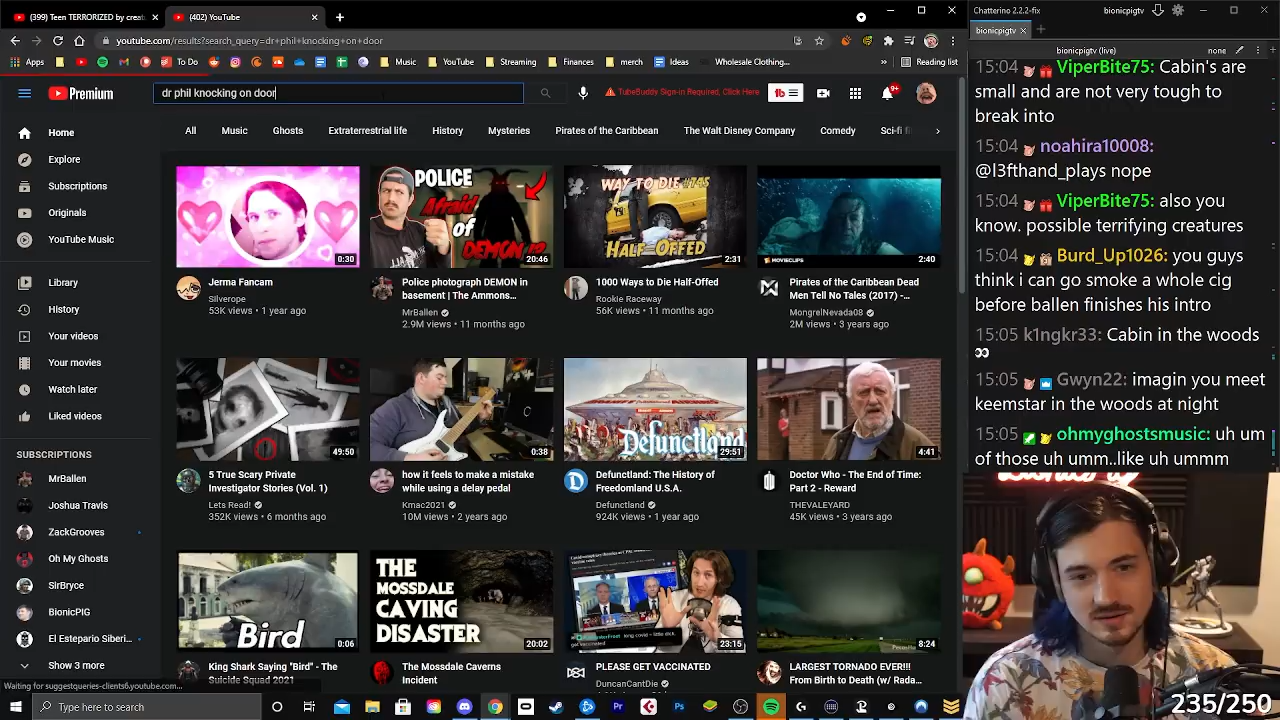 (399) Teen TERRORIZED by creat
(402) YouTube
youtube.com/results?search_query=dr+phil+knocking+on+door
Apps
To Do
Music
YouTube
Streaming
Finances
merch
Ideas
Wholesale Clothing...
Reading list
Premium
dr phil knocking on door
TubeBuddy Sign-in Required, Click Here
9+
Home
Explore
Subscriptions
Originals
YouTube Music
Library
History
Your videos
Your movies
Watch later
Liked videos
SUBSCRIPTIONS
MrBallen
Joshua Travis
ZackGrooves
Oh My Ghosts
SirBryce
BionicPIG
El Estepario Siberi...
Show 3 more
All
Music
Ghosts
Extraterrestrial life
History
Mysteries
Pirates of the Caribbean
The Walt Disney Company
Comedy
Sci-fi fi
0:30
Jerma Fancam
Silverope
53K views • 1 year ago
POLICE
Afraid
of
DEMON !?
20:46
Police photograph DEMON in
basement | The Ammons...
MrBallen
2.9M views • 11 months ago
WAY TO DIE #745
HALF-OFFED
2:31
1000 Ways to Die Half-Offed
Rookie Raceway
56K views • 11 months ago
MOVIECLIPS
2:40
Pirates of the Caribbean Dead
Men Tell No Tales (2017) -...
MongrelNevada08
2M views • 3 years ago
49:50
5 True Scary Private
Investigator Stories (Vol. 1)
Lets Read!
352K views • 6 months ago
0:38
how it feels to make a mistake
while using a delay pedal
Kmac2021
10M views • 2 years ago
Defunctland
29:51
Defunctland: The History of
Freedomland U.S.A.
Defunctland
924K views • 1 year ago
4:41
Doctor Who - The End of Time:
Part 2 - Reward
THEVALEYARD
45K views • 3 years ago
Bird
0:06
King Shark Saying "Bird" - The
Suicide Squad 2021
THE
MOSSDALE
CAVING
DISASTER
20:02
The Mossdale Caverns
Incident
23:15
PLEASE GET VACCINATED
DuncanCantDie
8:24
LARGEST TORNADO EVER!!!
From Birth to Death (w/ Rada...
Waiting for suggestqueries-clients6.youtube.com...
Type here to search
Chatterino 2.2.2-fix
bionicpigtv
bionicpigtv
bionicpigtv (live)
none
15:04 ViperBite75: Cabin's are
small and are not very tough to
break into
15:04 noahira10008:
@l3fthand_plays nope
15:04 ViperBite75: also you
know. possible terrifying creatures
15:04 Burd_Up1026: you guys
think i can go smoke a whole cig
before ballen finishes his intro
15:05 k1ngkr33: Cabin in the woods
15:05 Gwyn22: imagin you meet
keemstar in the woods at night
15:05 ohmyghostsmusic: uh um
of those uh umm..like uh ummm
235/250